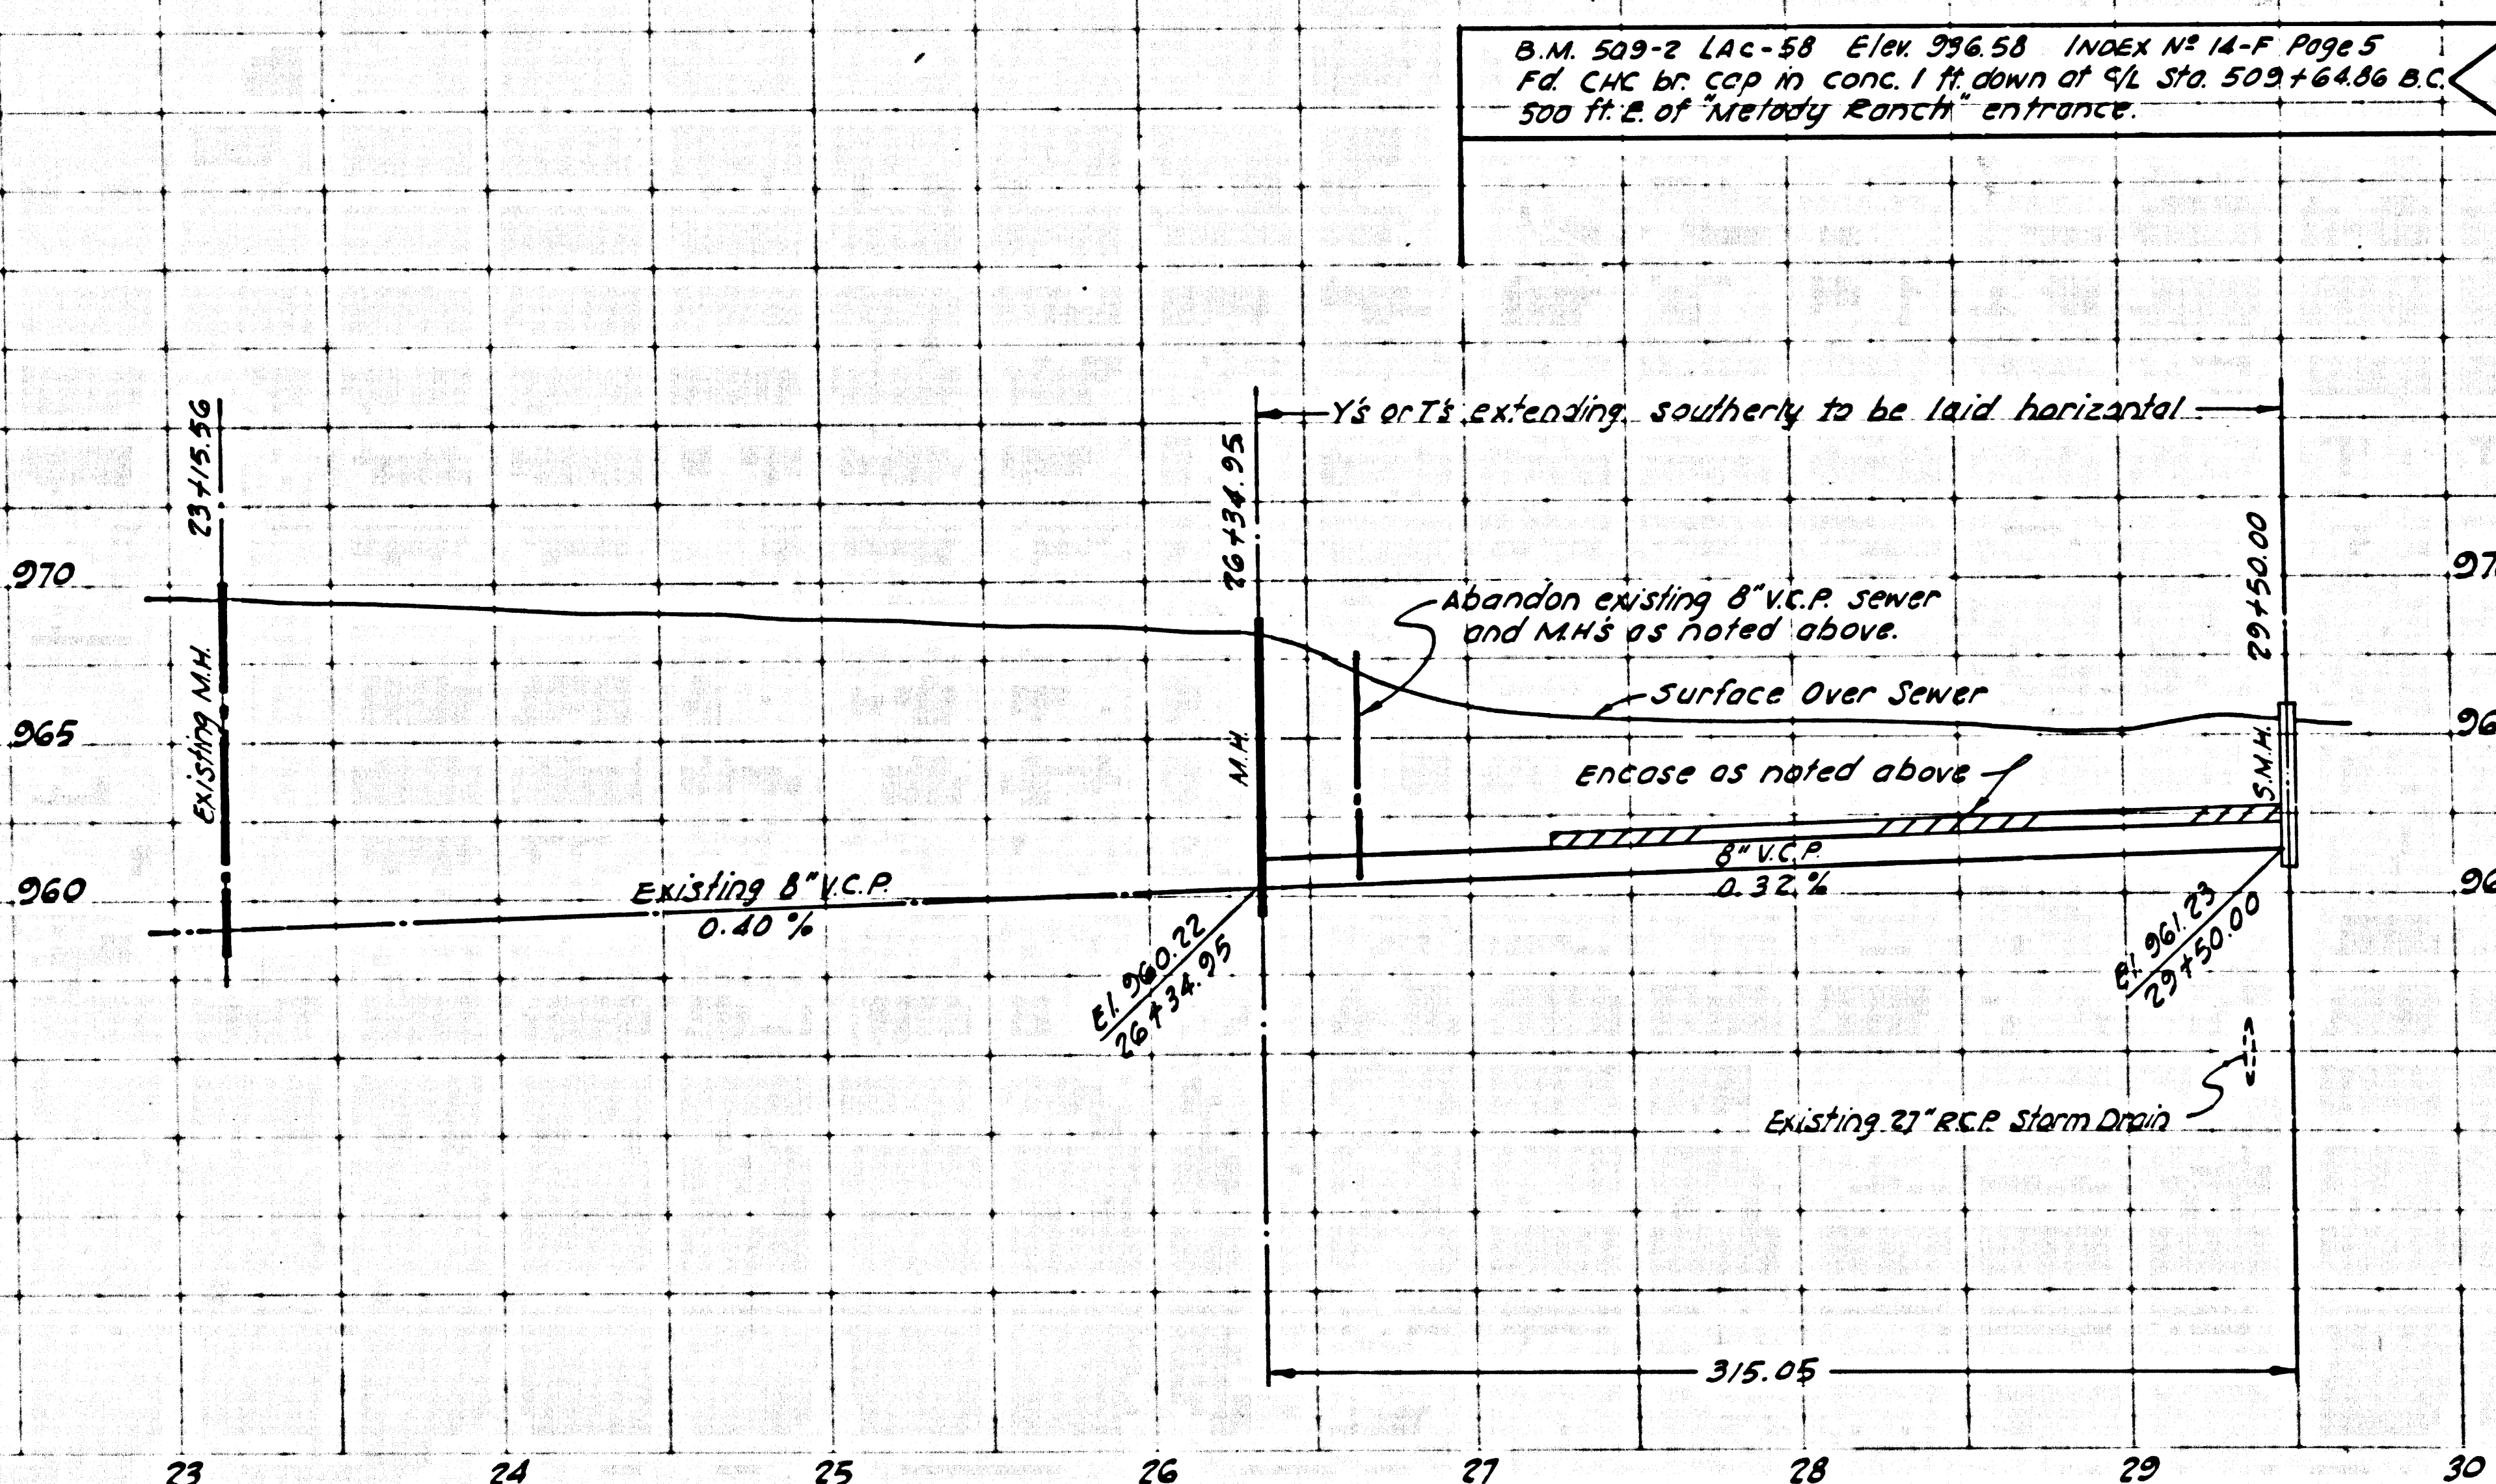 B.M. 509-2 LAC-58 Elev. 996.58 INDEX Nº 14-F Page 5
Fd. CHC br. cap in conc. 1 ft. down at C/L Sta. 509+64.86 B.C.
500 ft. E. of "Melody Ranch" entrance.
Y's or T's extending southerly to be laid horizontal
23+15.56
26+34.95
29+50.00
970
97
Abandon existing 8" V.C.P. sewer
and M.H's as noted above.
Existing M.H.
Surface Over Sewer
965
96
M.H.
S.M.H.
Encase as noted above
8" V.C.P.
0.32 %
960
96
Existing 8" V.C.P.
0.40 %
El. 960.22
26+34.95
El. 961.23
29+50.00
Existing 27" R.C.P. Storm Drain
315.05
23 24 25 26 27 28 29 30